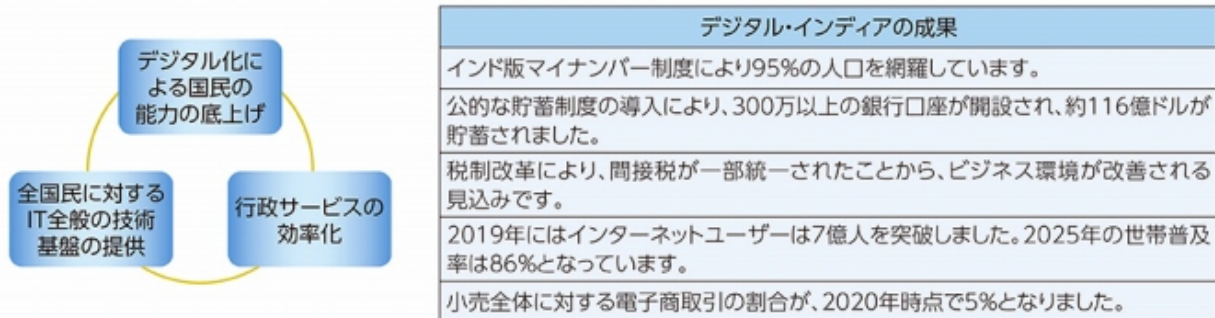 デジタル化に
よる国民の
能力の底上げ
全国民に対する
IT全般の技術
基盤の提供
行政サービスの
効率化
デジタル・インディアの成果
インド版マイナンバー制度により95%の人口を網羅しています。
公的な貯蓄制度の導入により、300万以上の銀行口座が開設され、約116億ドルが
貯蓄されました。
税制改革により、間接税が一部統一されたことから、ビジネス環境が改善される
見込みです。
2019年にはインターネットユーザーは7億人を突破しました。2025年の世帯普及
率は86%となっています。
小売全体に対する電子商取引の割合が、2020年時点で5%となりました。